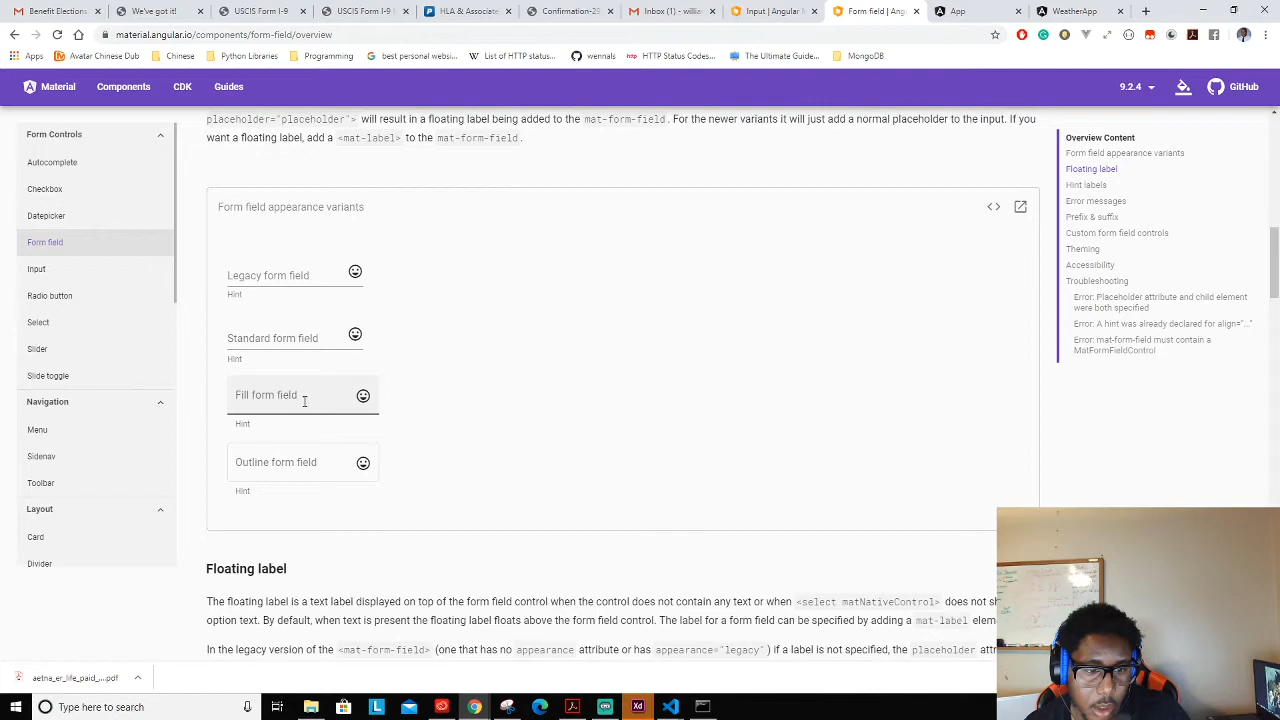 Benefit Elections
We've got it!
USCIS Form I-9
USCIS Form I-9
HLA & Associate
Confirmation-29
Inbox (1) - william
Input | Angular M
Form field | Ang
App
WeatherApp
material.angular.io/components/form-field/overview
Apps
Avatar Dubbed Chin
Chinese
Python Libraries
Programming
best personal websi...
List of HTTP status...
wennals
HTTP Status Codes...
The Ultimate Guide...
MongoDB
Material
Components
CDK
Guides
9.2.4
GitHub
placeholder="placeholder"> will result in a floating label being added to the mat-form-field. For the newer variants it will just add a normal placeholder to the input. If you
want a floating label, add a <mat-label> to the mat-form-field.
Form Controls
Autocomplete
Checkbox
Datepicker
Form field
Input
Radio button
Select
Slider
Slide toggle
Navigation
Menu
Sidenav
Toolbar
Layout
Card
Divider
Form field appearance variants
Legacy form field
Hint
Standard form field
Hint
Fill form field
Hint
Outline form field
Hint
Floating label
The floating label is a text label displayed on top of the form field control when the control does not contain any text or when <select matNativeControl> does not sh
option text. By default, when text is present the floating label floats above the form field control. The label for a form field can be specified by adding a mat-label elem
In the legacy version of the <mat-form-field> (one that has no appearance attribute or has appearance="legacy") if a label is not specified, the placeholder attr
Overview Content
Form field appearance variants
Floating label
Hint labels
Error messages
Prefix & suffix
Custom form field controls
Theming
Accessibility
Troubleshooting
Error: Placeholder attribute and child element
were both specified
Error: A hint was already declared for align="..."
Error: mat-form-field must contain a
MatFormFieldControl
aetna_er_life_paid_....pdf
Type here to search